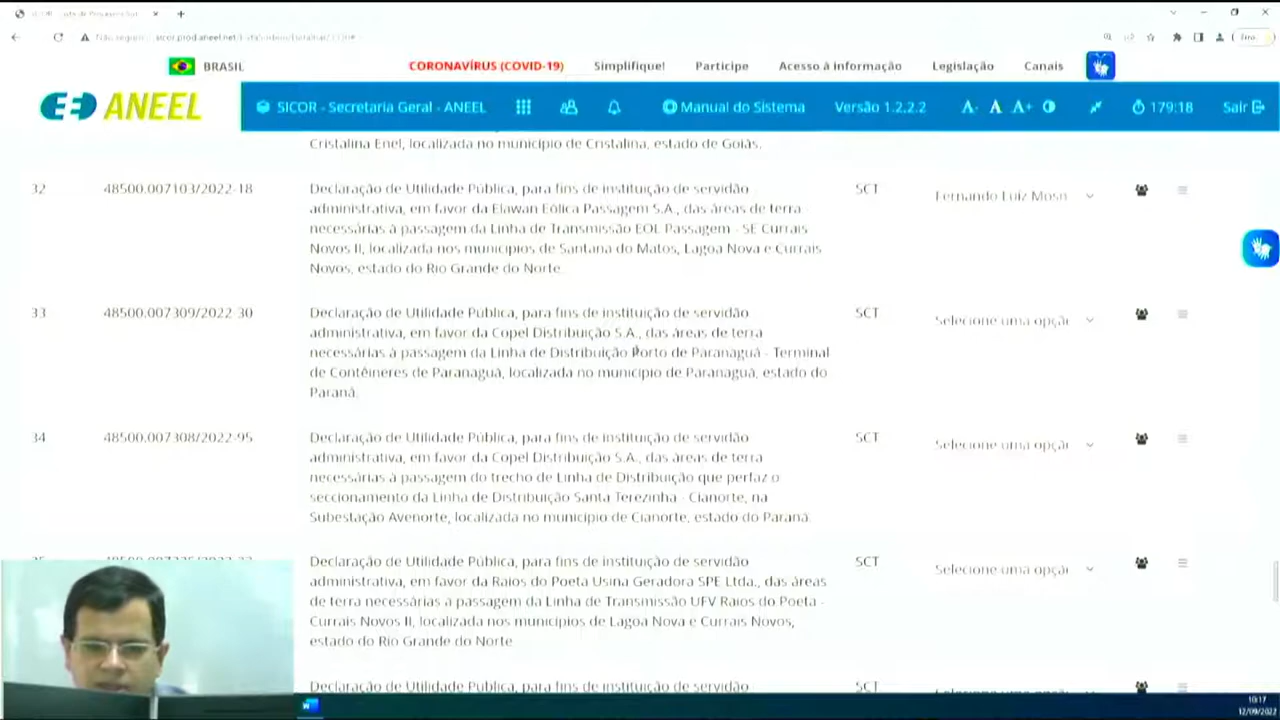 BRASIL
CORONAVÍRUS (COVID-19)
Simplifique!
Participe
Acesso à informação
Legislação
Canais
ANEEL
SICOR - Secretaria Geral - ANEEL
Manual do Sistema
Versão 1.2.2.2
A-
A
A+
179:18
Sair
Cristalina Enel, localizada no município de Cristalina, estado de Goiás.
32
48500.007103/2022-18
Declaração de Utilidade Pública, para fins de instituição de servidão
administrativa, em favor da Elawan Eólica Passagem S.A., das áreas de terra
necessárias à passagem da Linha de Transmissão EOL Passagem - SE Currais
Novos II, localizada nos municípios de Santana do Matos, Lagoa Nova e Currais
Novos, estado do Rio Grande do Norte.
SCT
Fernando Luiz Mosn
33
48500.007309/2022-30
Declaração de Utilidade Pública, para fins de instituição de servidão
administrativa, em favor da Copel Distribuição S.A., das áreas de terra
necessárias à passagem da Linha de Distribuição Porto de Paranaguá - Terminal
de Contêineres de Paranaguá, localizada no município de Paranaguá, estado do
Paraná.
SCT
Selecione uma opçã
34
48500.007308/2022-95
Declaração de Utilidade Pública, para fins de instituição de servidão
administrativa, em favor da Copel Distribuição S.A., das áreas de terra
necessárias à passagem do trecho de Linha de Distribuição que perfaz o
seccionamento da Linha de Distribuição Santa Terezinha - Cianorte, na
Subestação Avenorte, localizada no município de Cianorte, estado do Paraná.
SCT
Selecione uma opçã
Declaração de Utilidade Pública, para fins de instituição de servidão
administrativa, em favor da Raios do Poeta Usina Geradora SPE Ltda., das áreas
de terra necessárias à passagem da Linha de Transmissão UFV Raios do Poeta -
Currais Novos II, localizada nos municípios de Lagoa Nova e Currais Novos,
estado do Rio Grande do Norte
SCT
Selecione uma opçã
Declaração de Utilidade Pública, para fins de instituição de servidão
SCT
10:17
12/09/2022